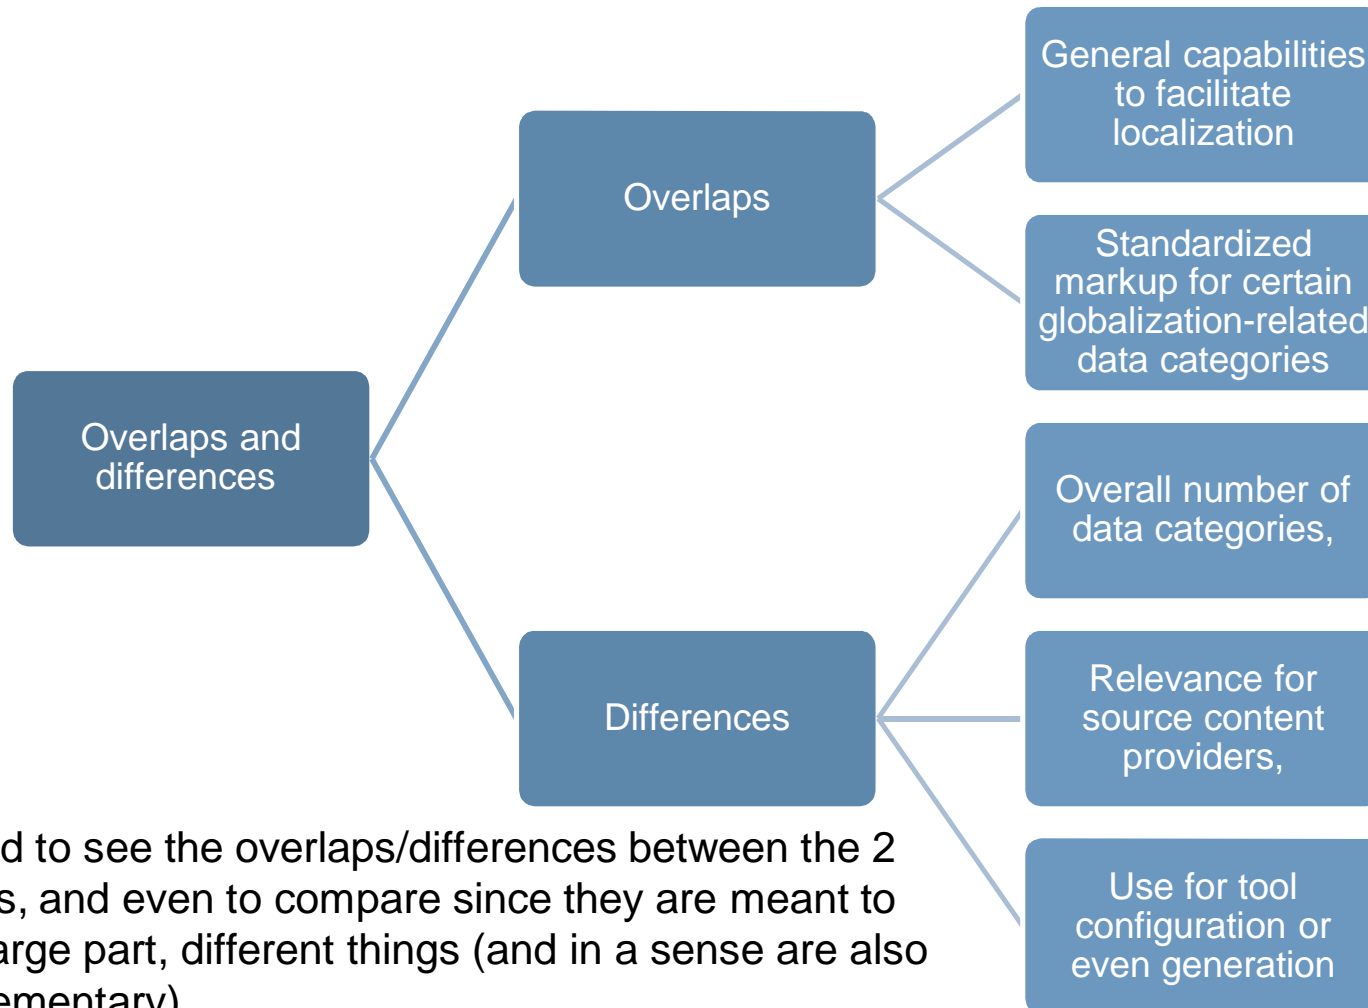 General capabilities
to facilitate
localization
Overlaps
Standardized
markup for certain
globalization-related
data categories
Overlaps and
differences
Overall number of
data categories,
Relevance for
source content
providers,
Differences
Use for tool
configuration or
even generation
to see the overlaps/differences between the 2
and even to compare since they are meant to
part, different things (and in a sense are also